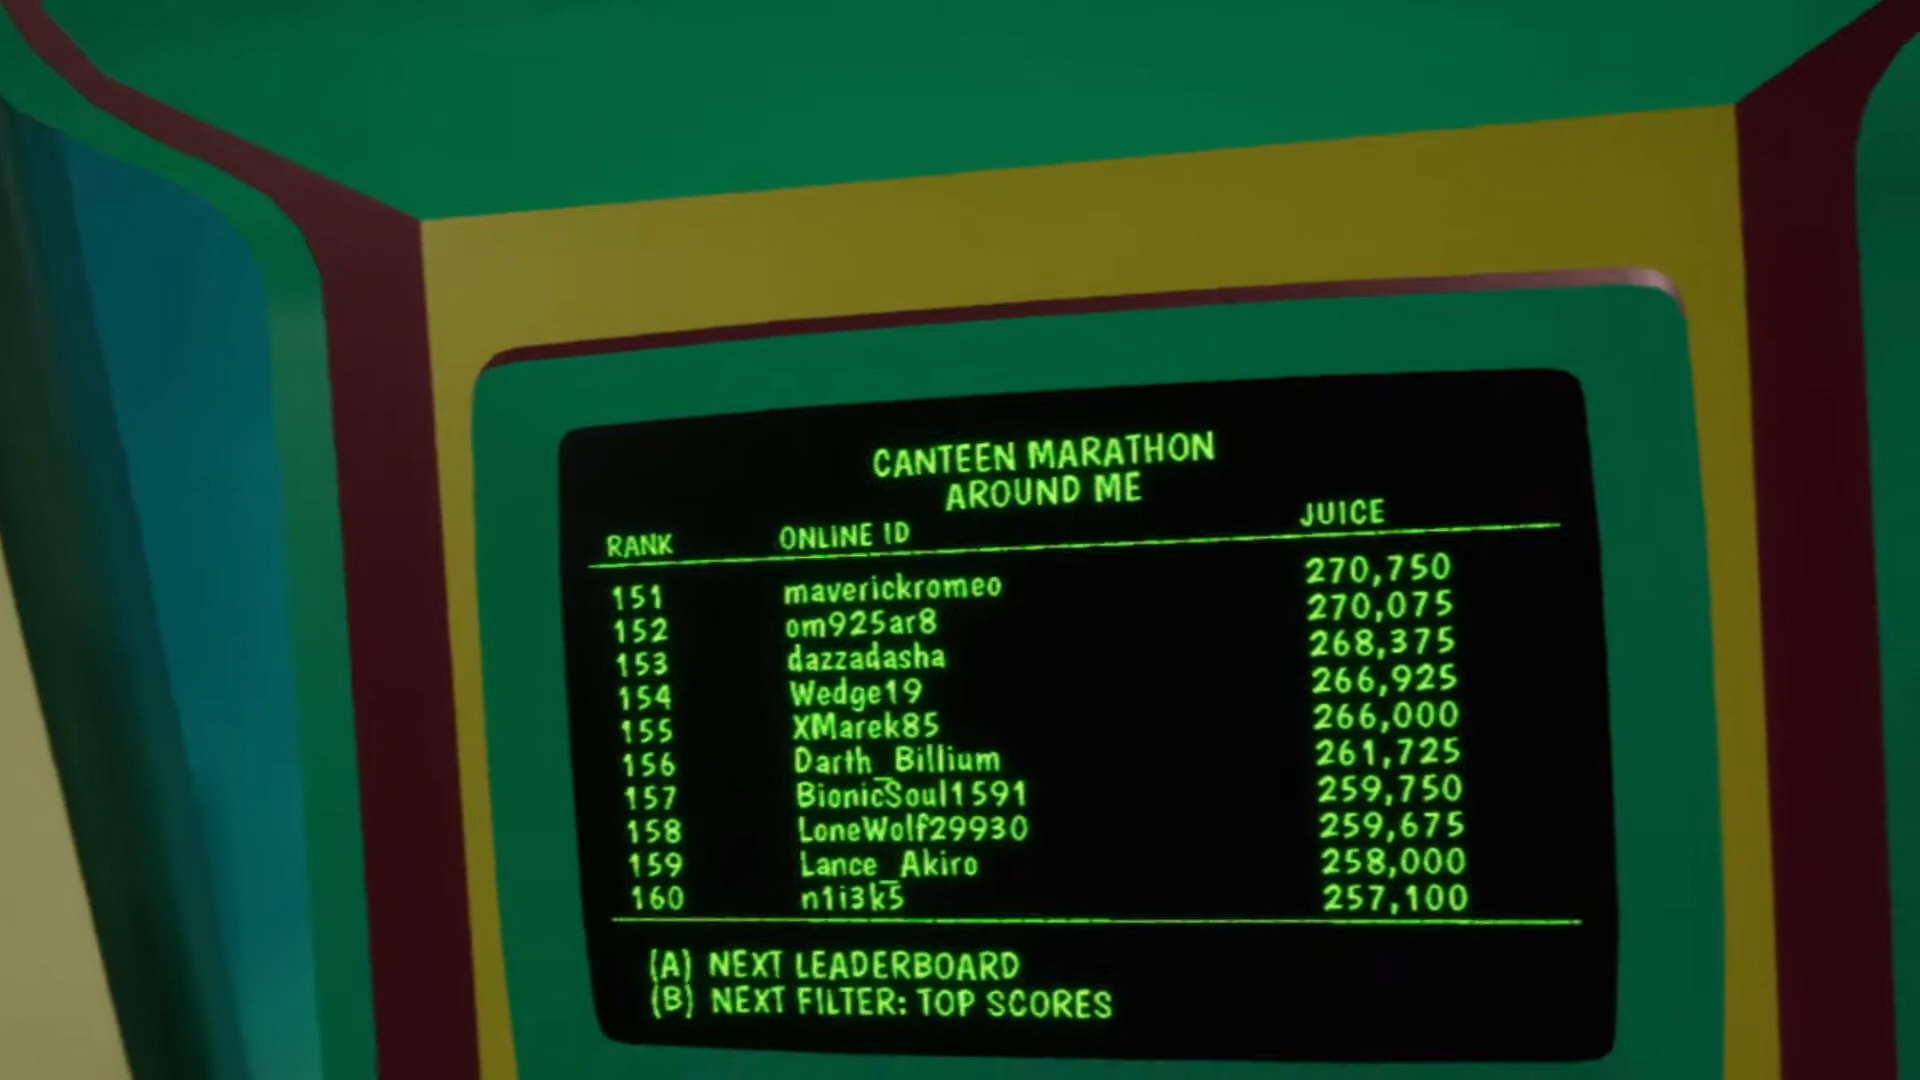 CANTEEN MARATHON
AROUND ME
RANK ONLINE ID JUICE
151 maverickromeo 270,750
152 om925ar8 270,075
153 dazzadasha 268,375
154 Wedge19 266,925
155 XMarek85 266,000
156 Darth_Billium 261,725
157 BionicSoul1591 259,750
158 LoneWolf29930 259,675
159 Lance_Akiro 258,000
160 n1i3k5 257,100
(A) NEXT LEADERBOARD
(B) NEXT FILTER: TOP SCORES